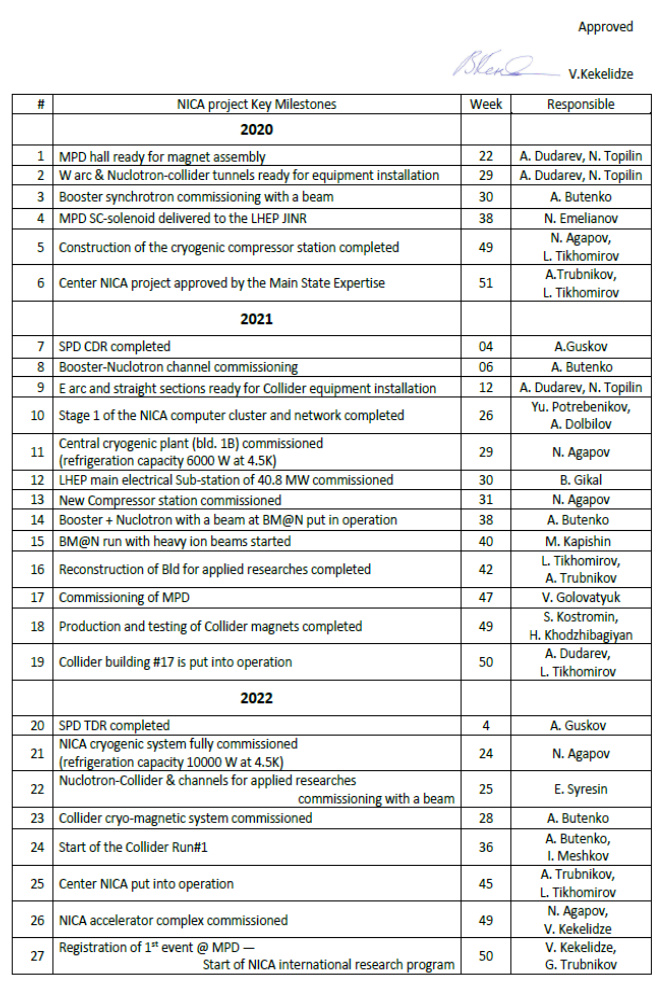 Approved
V.Kekelidze
# NICA project Key Milestones Week Responsible
2020
1 MPD hall ready for magnet assembly 22 A. Dudarev, N. Topilin
2 W arc & Nuclotron-collider tunnels ready for equipment installation 29 A. Dudarev, N. Topilin
3 Booster synchrotron commissioning with a beam 30 A. Butenko
4 MPD SC-solenoid delivered to the LHEP JINR 38 N. Emelianov
5 Construction of the cryogenic compressor station completed 49 N. Agapov,
L. Tikhomirov
6 Center NICA project approved by the Main State Expertise 51 A.Trubnikov,
L. Tikhomirov
2021
7 SPD CDR completed 04 A.Guskov
8 Booster-Nuclotron channel commissioning 06 A. Butenko
9 E arc and straight sections ready for Collider equipment installation 12 A. Dudarev, N. Topilin
10 Stage 1 of the NICA computer cluster and network completed 26 Yu. Potrebenikov,
A. Dolbilov
11 Central cryogenic plant (bld. 1B) commissioned
(refrigeration capacity 6000 W at 4.5K) 29 N. Agapov
12 LHEP main electrical Sub-station of 40.8 MW commissioned 30 B. Gikal
13 New Compressor station commissioned 31 N. Agapov
14 Booster + Nuclotron with a beam at BM@N put in operation 38 A. Butenko
15 BM@N run with heavy ion beams started 40 M. Kapishin
16 Reconstruction of Bld for applied researches completed 42 L. Tikhomirov,
A. Trubnikov
17 Commissioning of MPD 47 V. Golovatyuk
18 Production and testing of Collider magnets completed 49 S. Kostromin,
H. Khodzhibagiyan
19 Collider building #17 is put into operation 50 A. Dudarev,
L. Tikhomirov
2022
20 SPD TDR completed 4 A. Guskov
21 NICA cryogenic system fully commissioned
(refrigeration capacity 10000 W at 4.5K) 24 N. Agapov
22 Nuclotron-Collider & channels for applied researches
commissioning with a beam 25 E. Syresin
23 Collider cryo-magnetic system commissioned 28 A. Butenko
24 Start of the Collider Run#1 36 A. Butenko,
I. Meshkov
25 Center NICA put into operation 45 A. Trubnikov,
L. Tikhomirov
26 NICA accelerator complex commissioned 49 N. Agapov,
V. Kekelidze
27 Registration of 1st event @ MPD —
Start of NICA international research program 50 V. Kekelidze,
G. Trubnikov